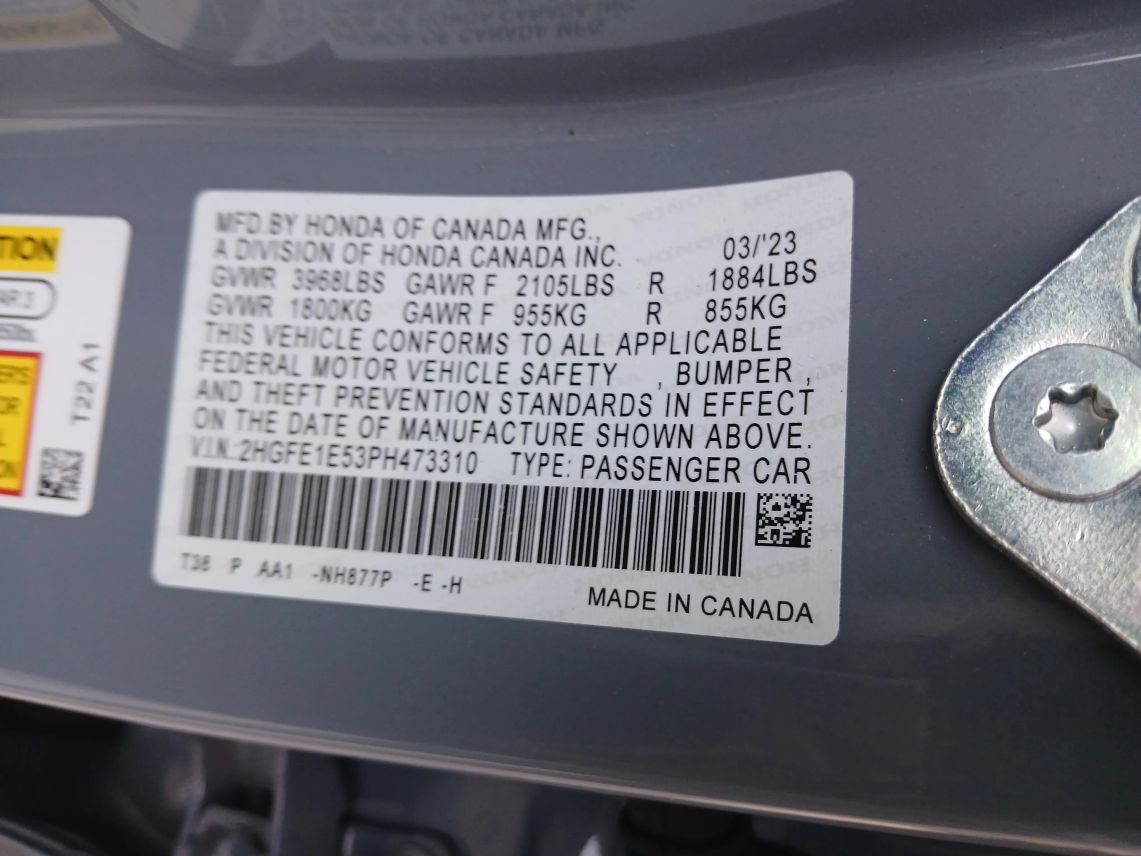 MFD.BY HONDA OF CANADA MFG.,
A DIVISION OF HONDA CANADA INC. 03/'23
GVWR 3968LBS GAWR F 2105LBS R 1884LBS
GVWR 1800KG GAWR F 955KG R 855KG
THIS VEHICLE CONFORMS TO ALL APPLICABLE
FEDERAL MOTOR VEHICLE SAFETY , BUMPER ,
AND THEFT PREVENTION STANDARDS IN EFFECT
ON THE DATE OF MANUFACTURE SHOWN ABOVE.
V.I.N.:2HGFE1E53PH473310 TYPE: PASSENGER CAR
T38 P AA1 -NH877P -E -H
MADE IN CANADA
TION
T22 A1